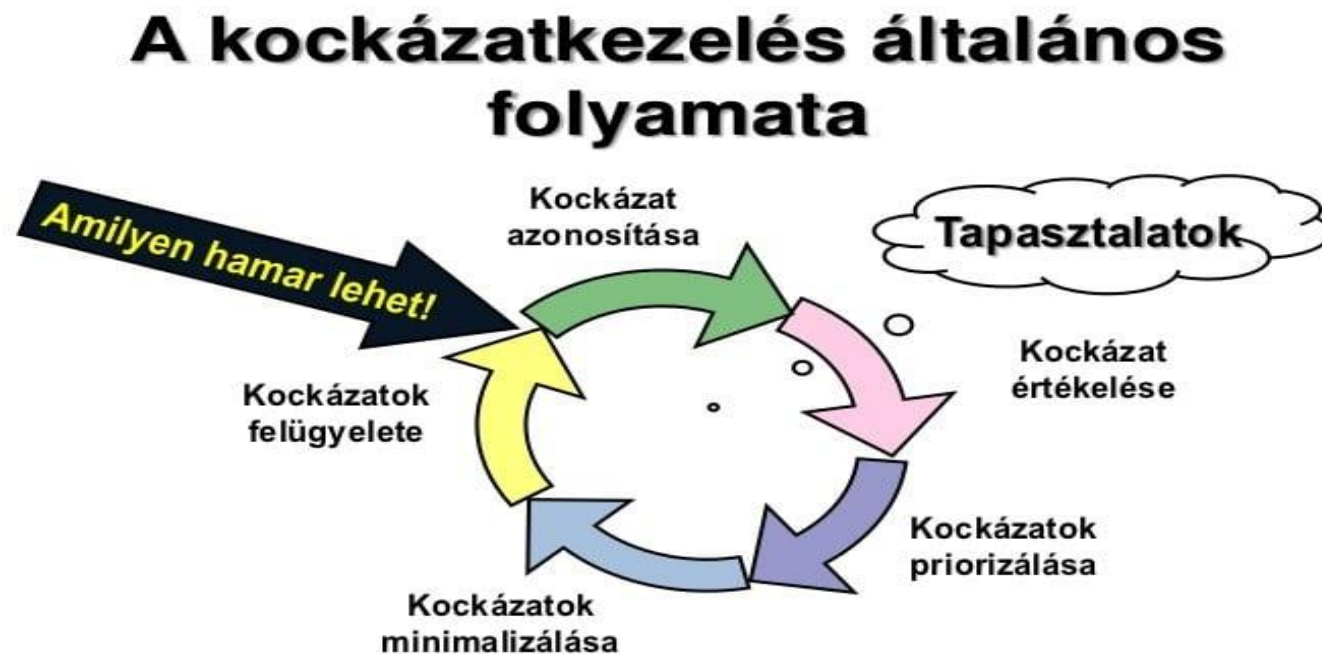 A kockázatkezelés általános
folyamata
Amilyen hamar lehet!
Kockázat
azonosítása
Tapasztalatok
Kockázat
értékelése
Kockázatok
priorizálása
Kockázatok
minimalizálása
Kockázatok
felügyelete